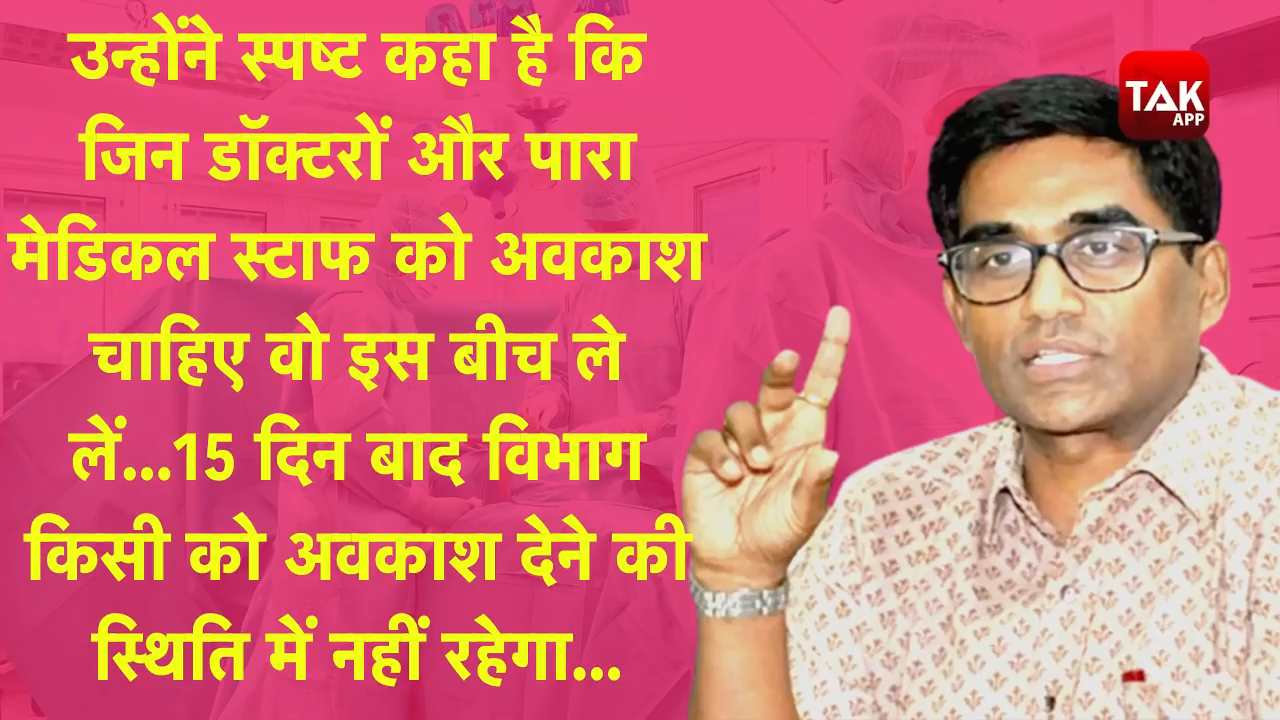 उन्होंने स्पष्ट कहा है कि
जिन डॉक्टरों और पारा
मेडिकल स्टाफ को अवकाश
चाहिए वो इस बीच ले
लें...15 दिन बाद विभाग
किसी को अवकाश देने की
स्थिति में नहीं रहेगा...
TAK
APP